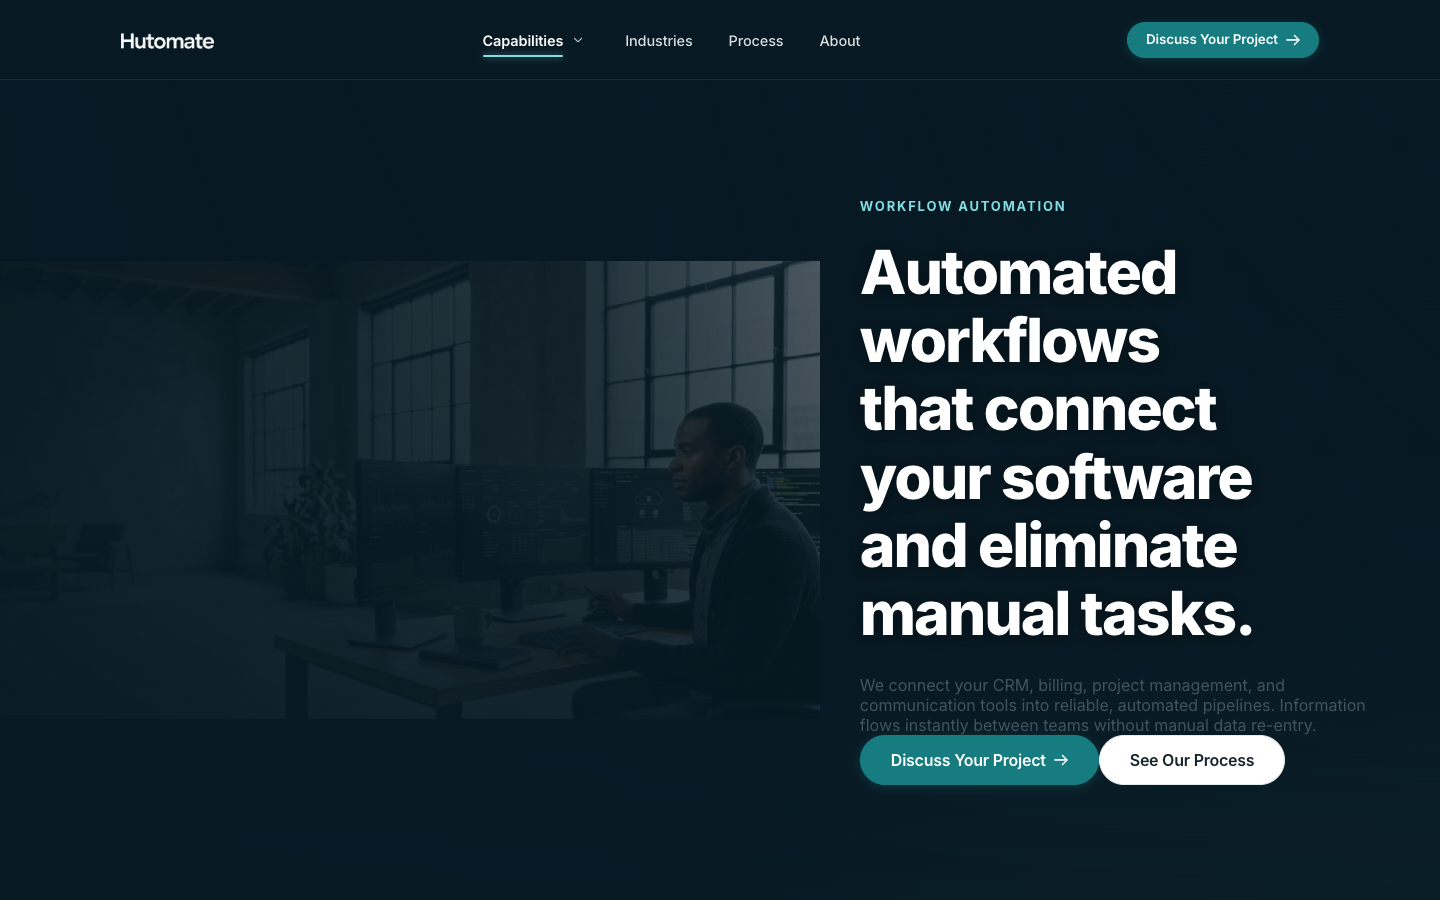 Hutomate
Capabilities
Industries
Process
About
Discuss Your Project
WORKFLOW AUTOMATION
Automated
workflows
that connect
your software
and eliminate
manual tasks.
We connect your CRM, billing, project management, and
communication tools into reliable, automated pipelines. Information
flows instantly between teams without manual data re-entry.
Discuss Your Project
See Our Process